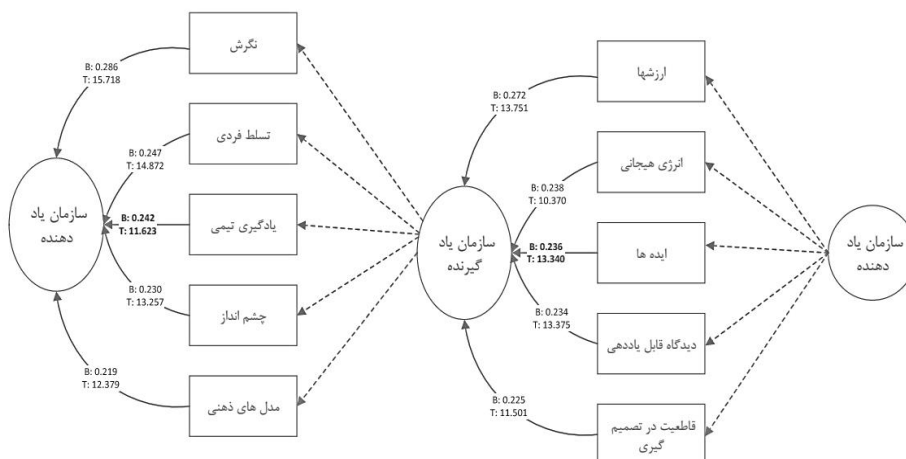 نگرش
B: 0.286
T: 15.718
تسلط فردی
B: 0.247
T: 14.872
سازمان یاد
دهنده
یادگیری تیمی
B: 0.242
T: 11.623
چشم انداز
B: 0.230
T: 13.257
مدل های ذهنی
B: 0.219
T: 12.379
ارزشها
B: 0.272
T: 13.751
انرژی هیجانی
B: 0.238
T: 10.370
سازمان یاد
گیرنده
ایده ها
B: 0.236
T: 13.340
دیدگاه قابل یاددهی
B: 0.234
T: 13.375
قاطعیت در تصمیم
گیری
B: 0.225
T: 11.501
سازمان یاد
دهنده